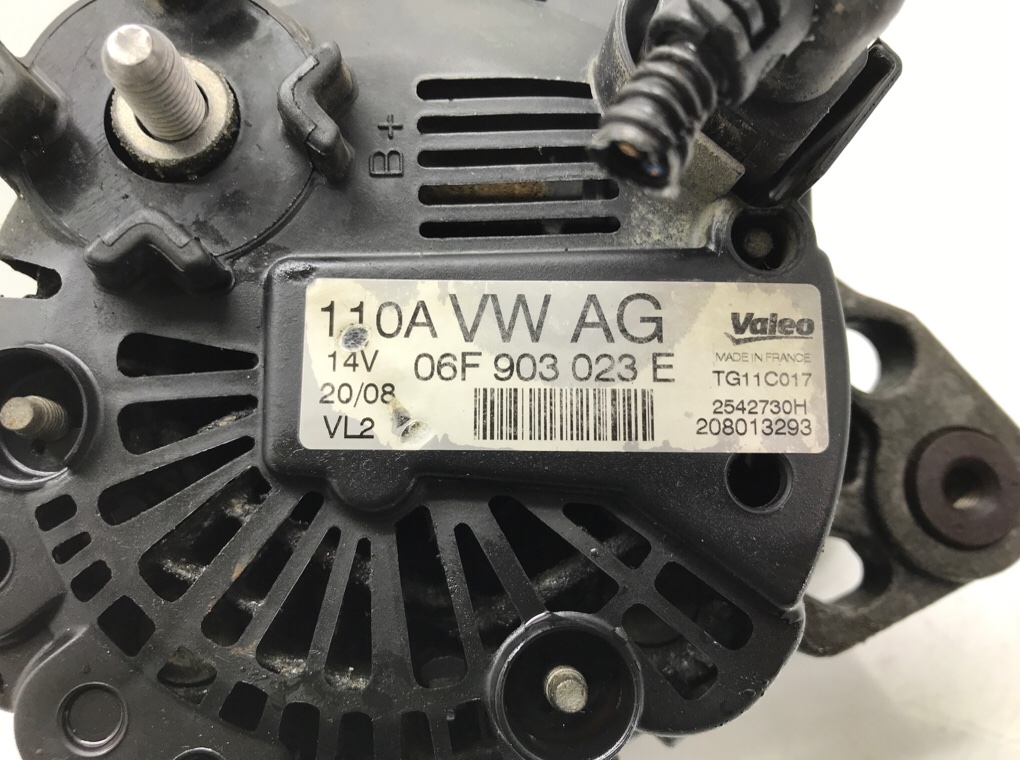 B+
110A VW AG
14V 06F 903 023 E
20/08
VL2
Valeo
MADE IN FRANCE
TG11C017
2542730H
208013293